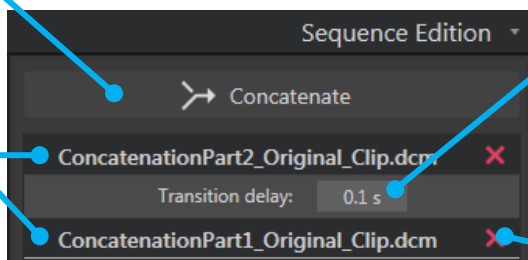 Sequence Edition
Concatenate
ConcatenationPart2_Original_Clip.dcm
Transition delay: 0.1 s
ConcatenationPart1_Original_Clip.dcm